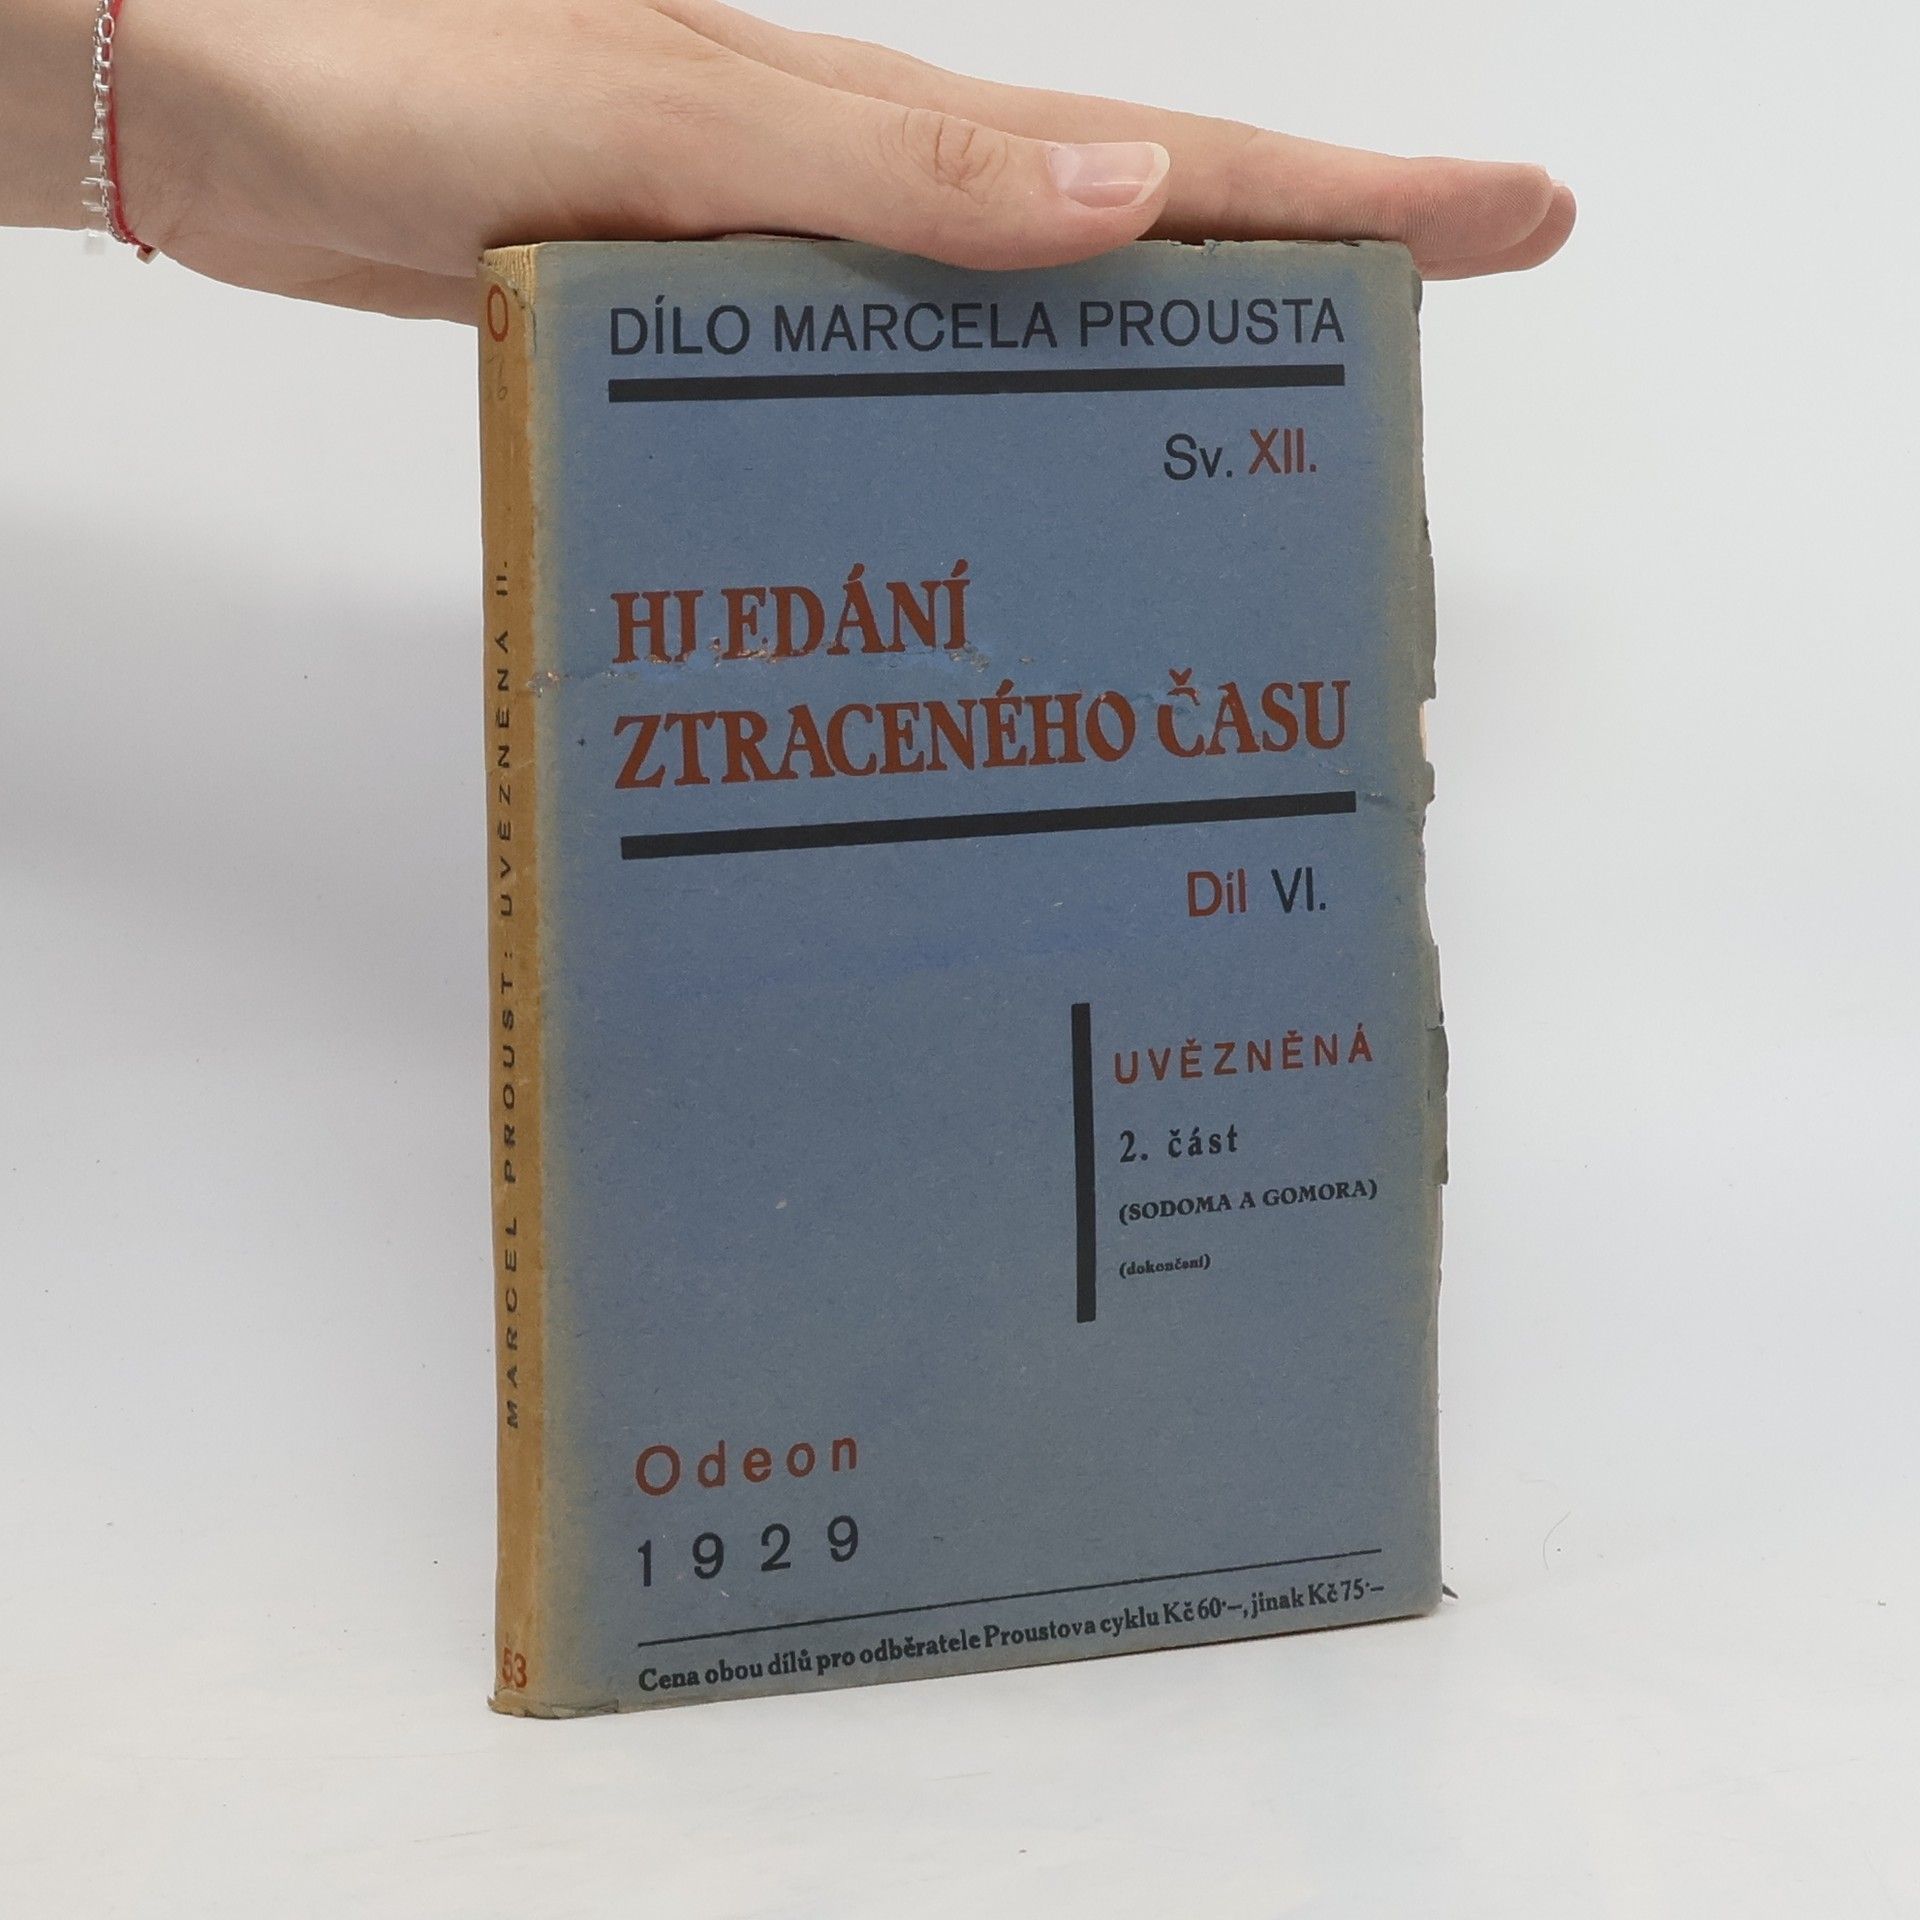 DÍLO MARCELA PROUSTA
Sv. XII.
HLEDÁNÍ
ZTRACENÉHO ČASU
Díl VI.
UVĚZNĚNÁ
2. část
(SODOMA A GOMORA)
(dokončení)
Odeon
1929
Cena obou dílů pro odběratele Proustova cyklu Kč 60·–, jinak Kč 75·–
O
6
MARCEL PROUST: UVĚZNĚNÁ II.
53